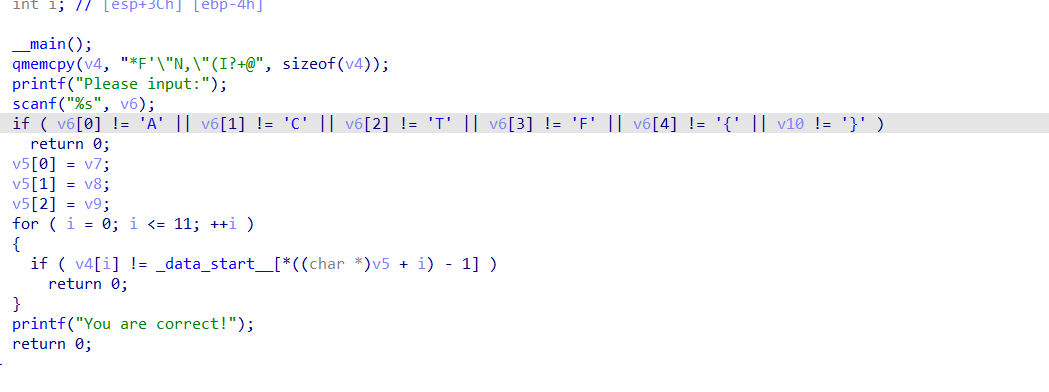 int i; // [esp+3Ch] [ebp-4h]
__main();
qmemcpy(v4, "*F'\"N,\"(I?+@", sizeof(v4));
printf("Please input:");
scanf("%s", v6);
if ( v6[0] != 'A' || v6[1] != 'C' || v6[2] != 'T' || v6[3] != 'F' || v6[4] != '{' || v10 != '}' )
return 0;
v5[0] = v7;
v5[1] = v8;
v5[2] = v9;
for ( i = 0; i <= 11; ++i )
{
if ( v4[i] != _data_start__[*((char *)v5 + i) - 1] )
return 0;
}
printf("You are correct!");
return 0;